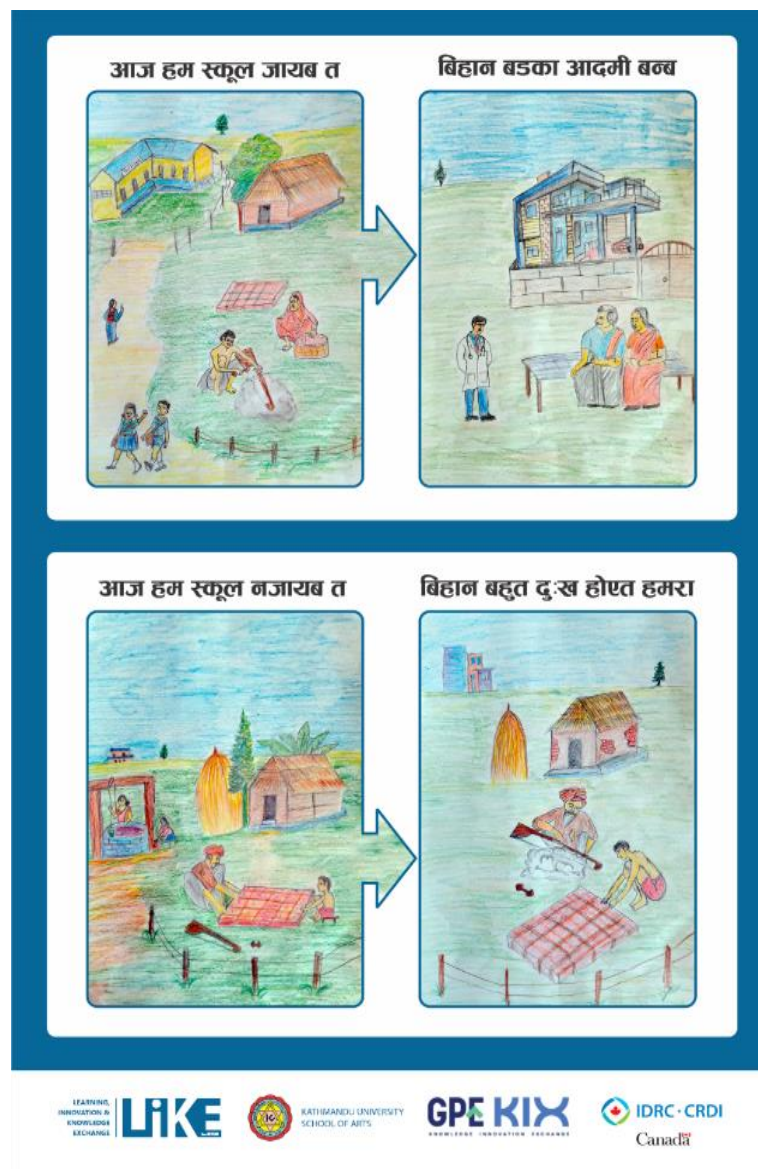 आज हम स्कूल जायब त
बिहान बडका आदमी बन्ब
आज हम स्कूल नजायब त
बिहान बहुत दुःख होएत हमरा
LEARNING,
INNOVATION &
KNOWLEDGE
EXCHANGE
LIKE
KATHMANDU UNIVERSITY
SCHOOL OF ARTS
GPE KIX
KNOWLEDGE INNOVATION EXCHANGE
IDRC · CRDI
Canada